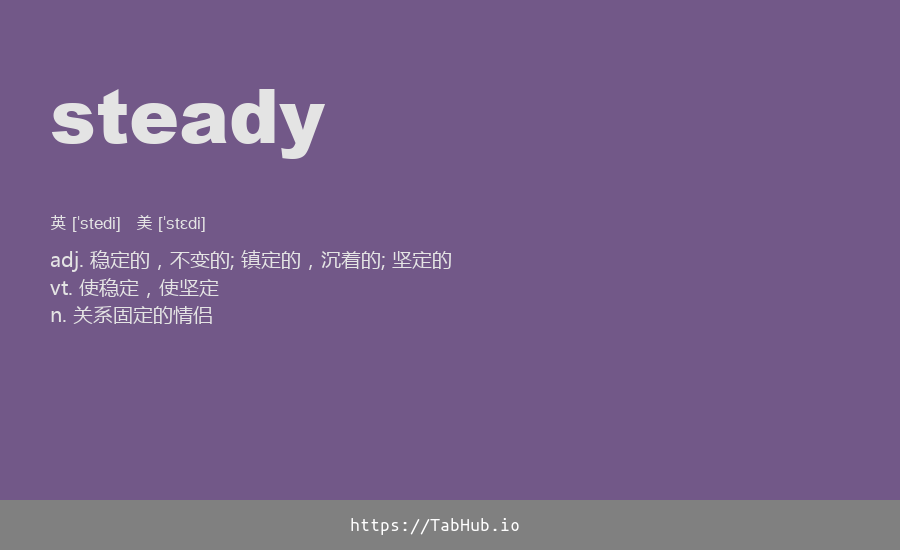 steady
英 [ˈstedi]   美 [ˈstɛdi]
adj. 稳定的，不变的; 镇定的，沉着的; 坚定的
vt. 使稳定，使坚定
n. 关系固定的情侣
https://TabHub.io